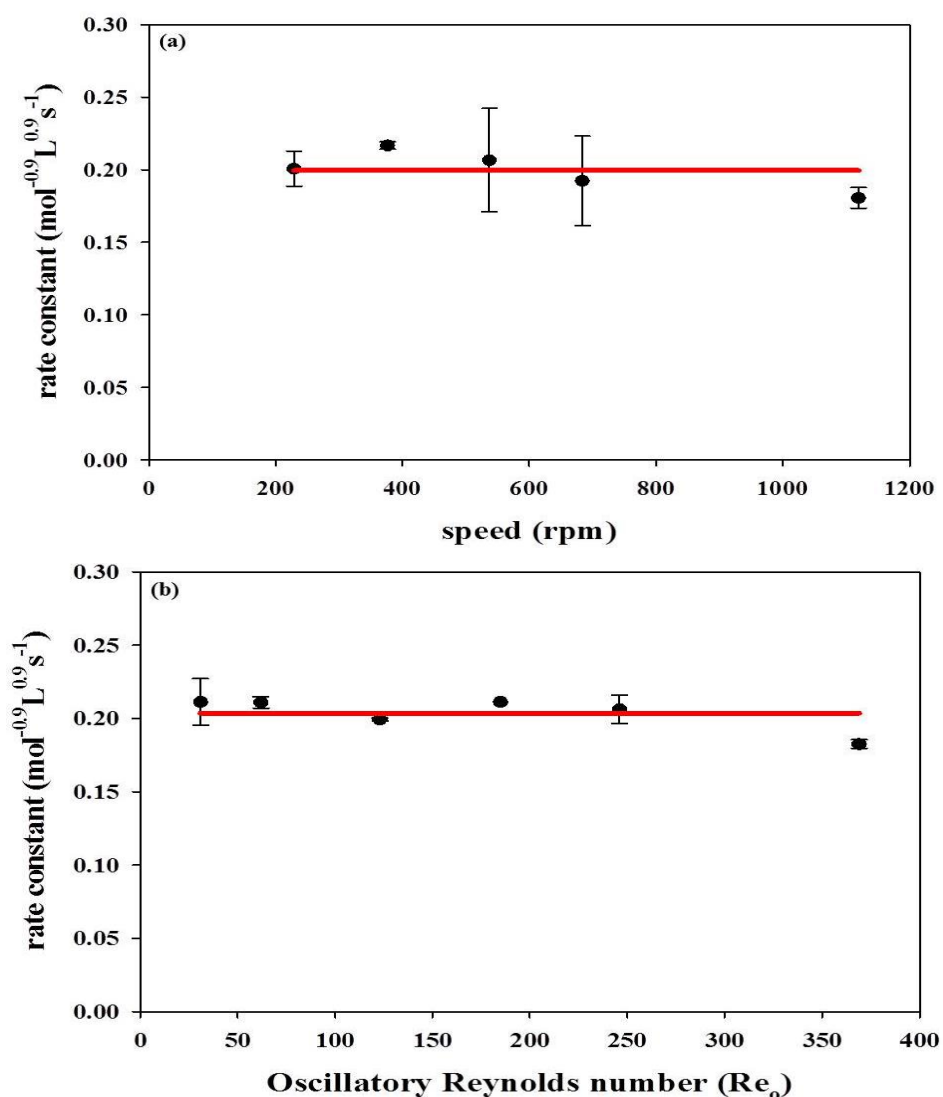 (a)
rate constant (mol-0.9L0.9s-1)
0.30
0.25
0.20
0.15
0.10
0.05
0.00
0 200 400 600 800 1000 1200
speed (rpm)
(b)
rate constant (mol-0.9L0.9s-1)
0.30
0.25
0.20
0.15
0.10
0.05
0.00
0 50 100 150 200 250 300 350 400
Oscillatory Reynolds number (Reo)